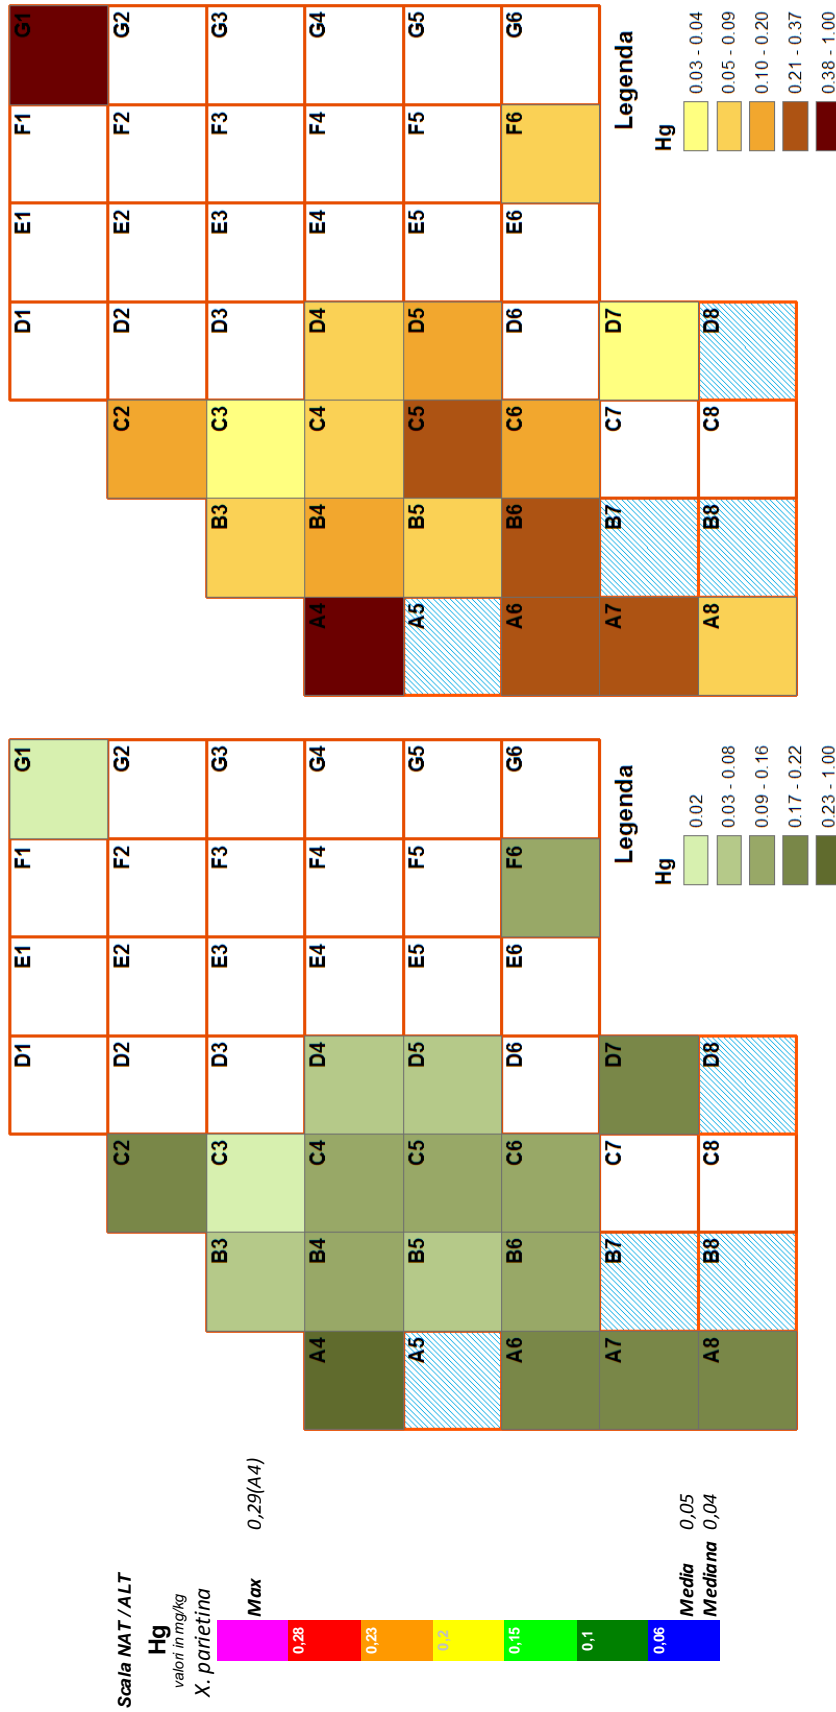 Scala NAT / ALT
Hg
valori in mg/kg
X. parietina
Max 0,29(A4)
0,28
0,23
0,2
0,15
0,1
0,06
Media 0,05
Mediana 0,04
D1 E1 F1 G1
C2 D2 E2 F2 G2
B3 C3 D3 E3 F3 G3
A4 B4 C4 D4 E4 F4 G4
A5 B5 C5 D5 E5 F5 G5
A6 B6 C6 D6 E6 F6 G6
A7 B7 C7 D7
A8 B8 C8 D8
Legenda
Hg
0.02
0.03 - 0.08
0.09 - 0.16
0.17 - 0.22
0.23 - 1.00
D1 E1 F1 G1
C2 D2 E2 F2 G2
B3 C3 D3 E3 F3 G3
A4 B4 C4 D4 E4 F4 G4
A5 B5 C5 D5 E5 F5 G5
A6 B6 C6 D6 E6 F6 G6
A7 B7 C7 D7
A8 B8 C8 D8
Legenda
Hg
0.03 - 0.04
0.05 - 0.09
0.10 - 0.20
0.21 - 0.37
0.38 - 1.00